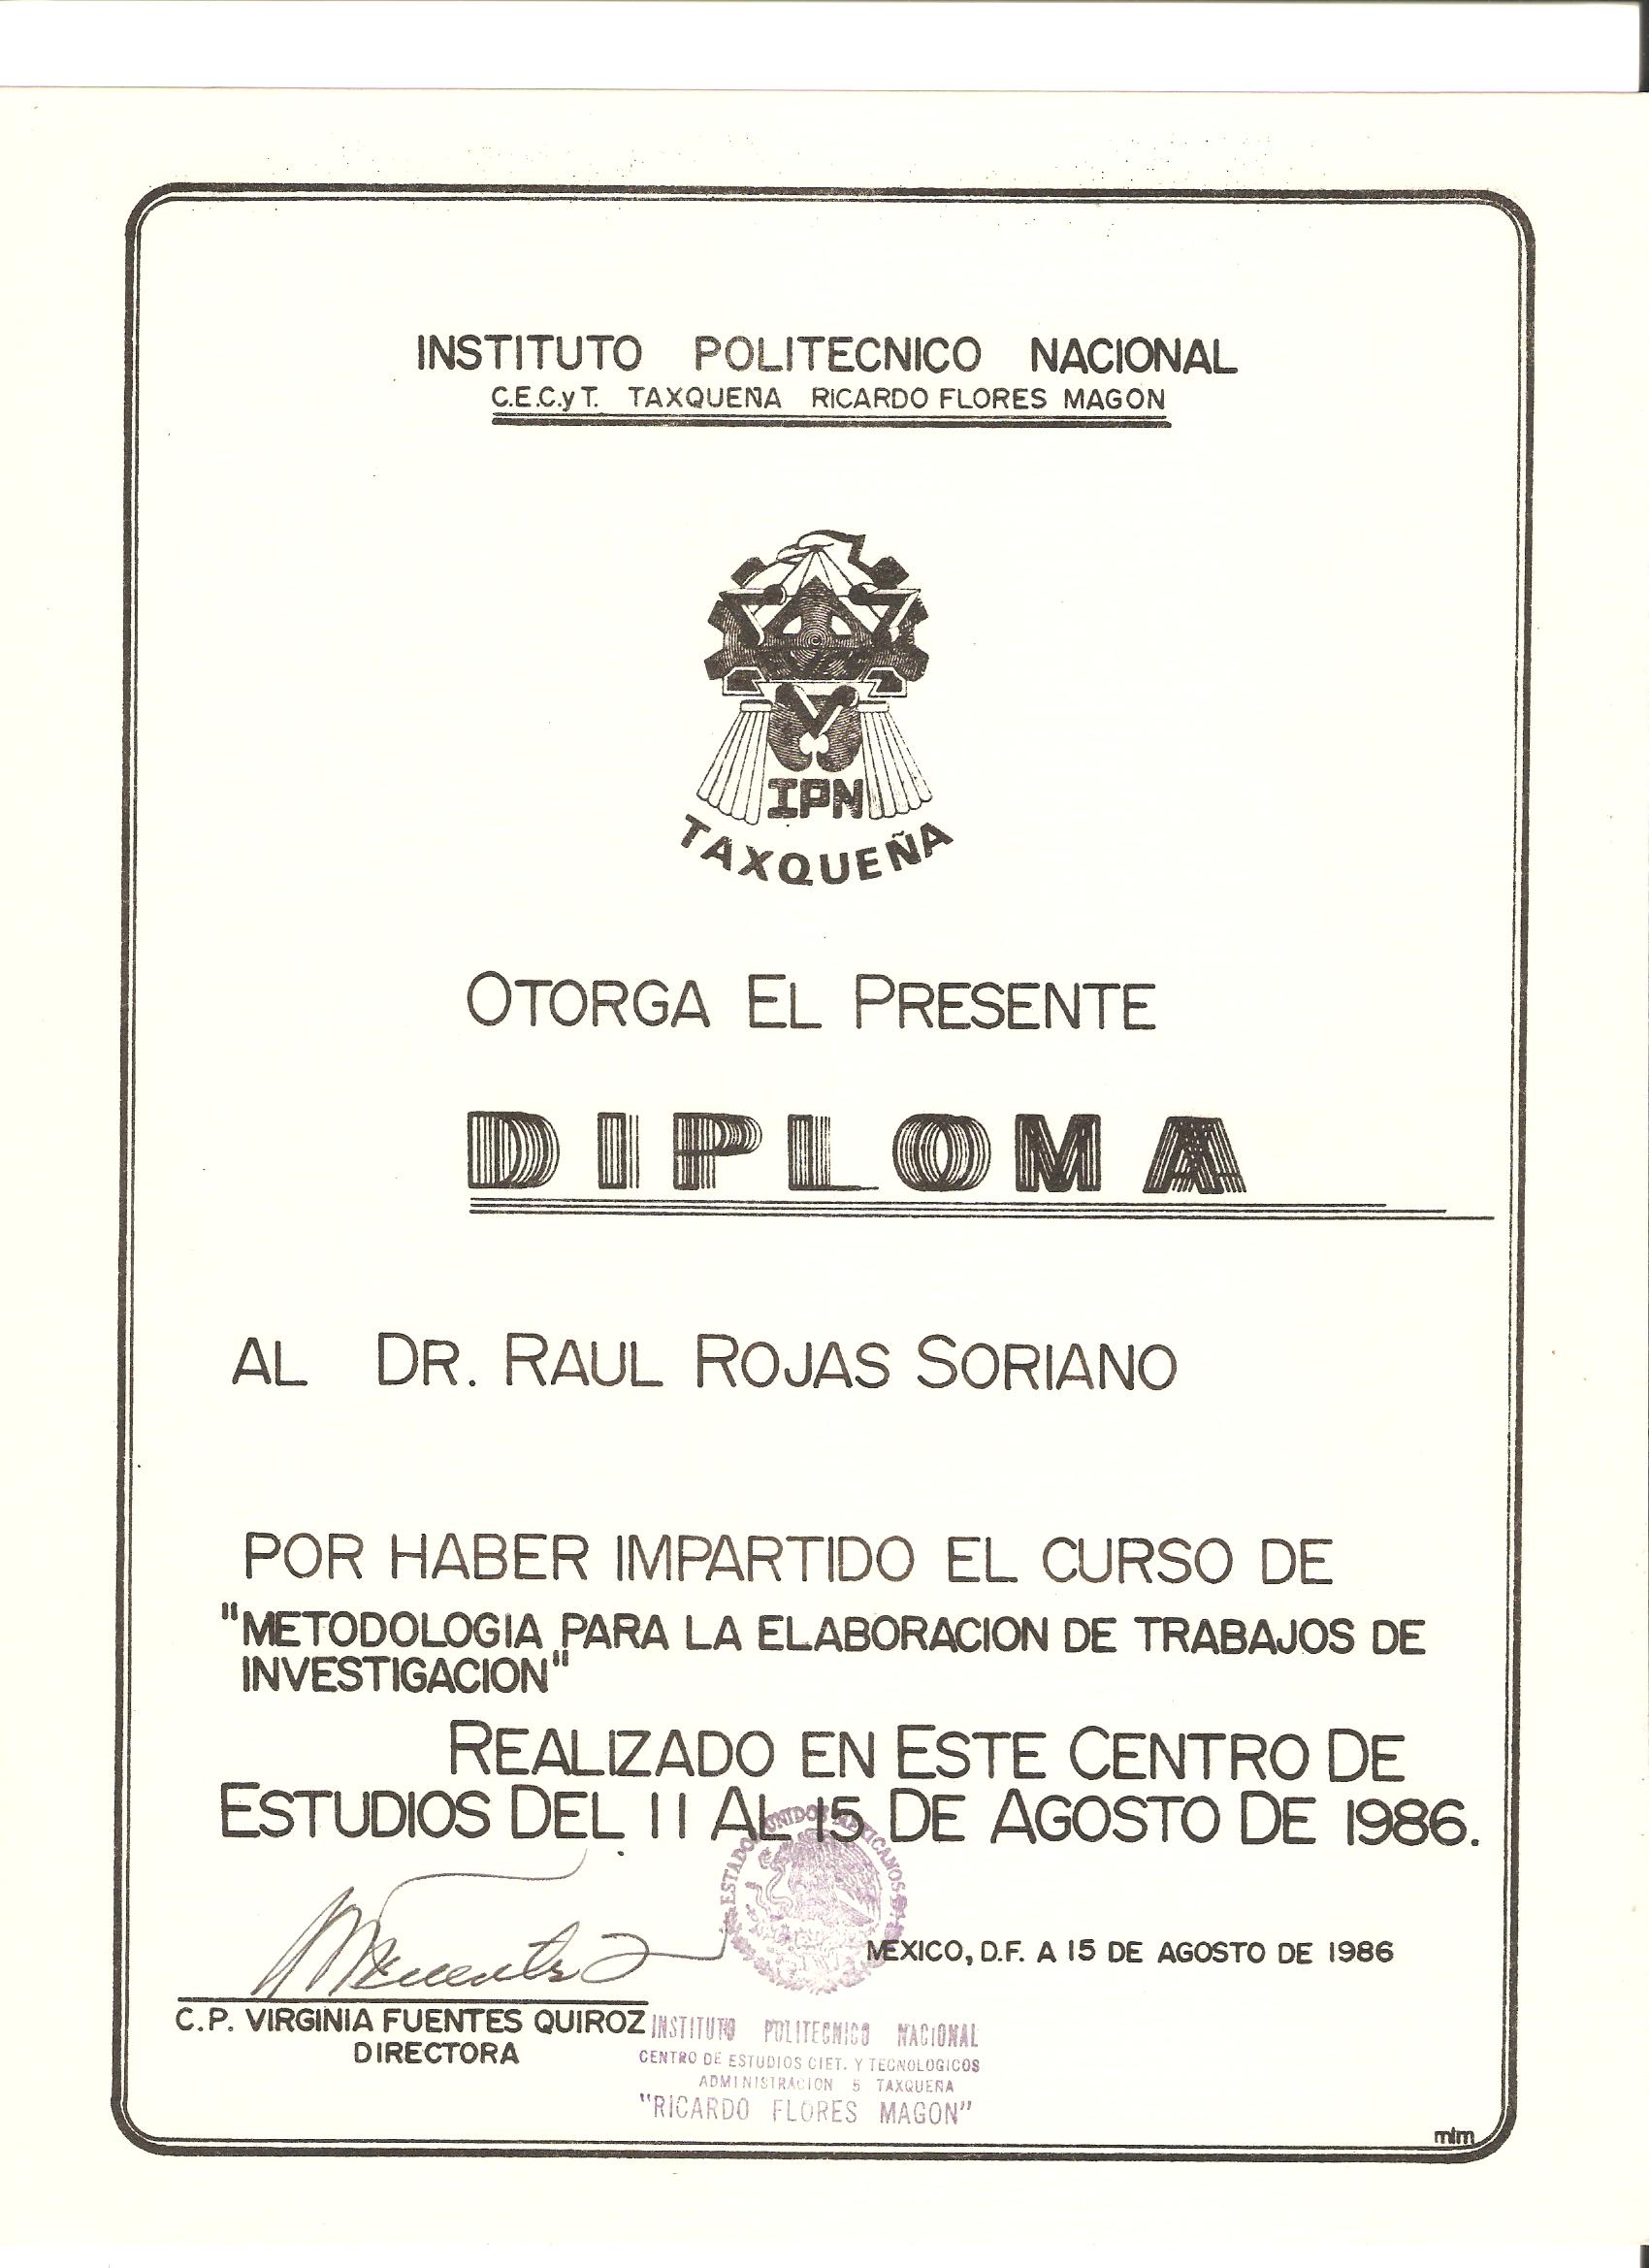 INSTITUTO POLITECNICO NACIONAL
C.E.C.y T. TAXQUEÑA RICARDO FLORES MAGON
IPN
TAXQUEÑA
OTORGA EL PRESENTE
DIPLOMA
AL DR. RAUL ROJAS SORIANO
POR HABER IMPARTIDO EL CURSO DE
"METODOLOGIA PARA LA ELABORACION DE TRABAJOS DE
INVESTIGACION"
REALIZADO EN ESTE CENTRO DE
ESTUDIOS DEL 11 AL 15 DE AGOSTO DE 1986.
ESTADOS UNIDOS MEXICANOS
MEXICO, D.F. A 15 DE AGOSTO DE 1986
C.P. VIRGINIA FUENTES QUIROZ
DIRECTORA
INSTITUTO POLITECNICO NACIONAL
CENTRO DE ESTUDIOS CIET. Y TECNOLOGICOS
ADMINISTRACION 5 TAXQUEÑA
"RICARDO FLORES MAGON"
mlm